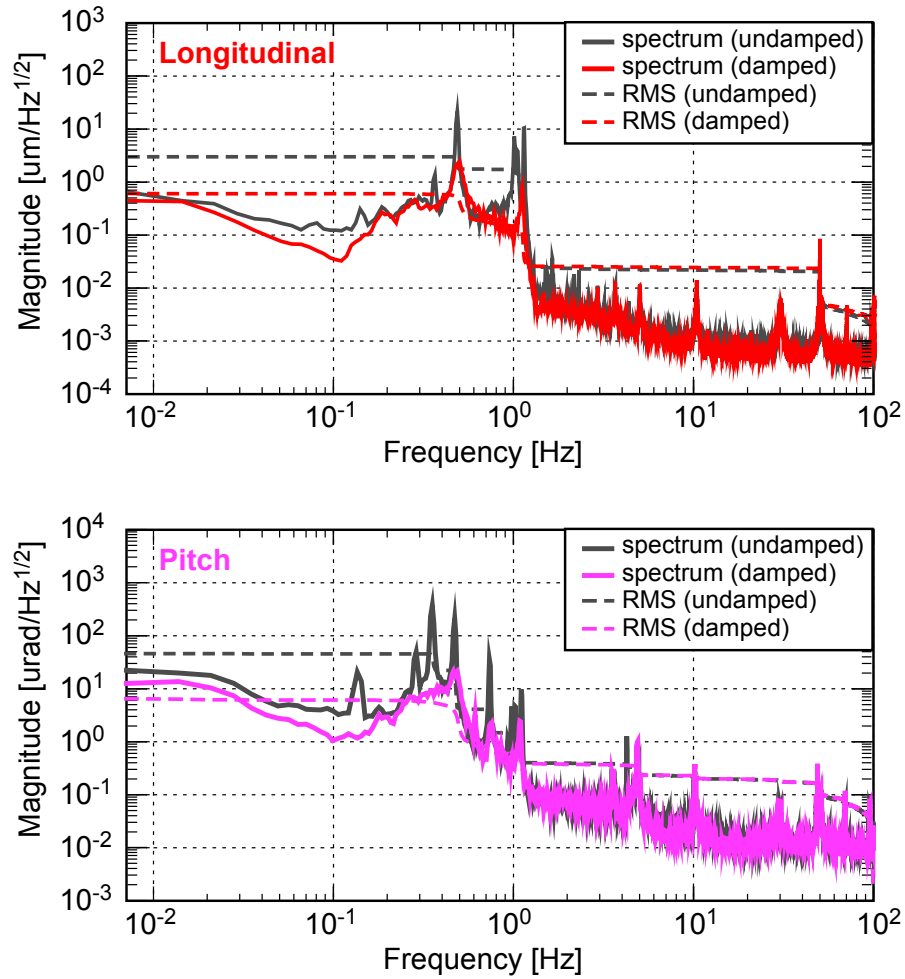 10^3
10^2
10^1
10^0
10^-1
10^-2
10^-3
10^-4
Magnitude [um/Hz^1/2]
Longitudinal
spectrum (undamped)
spectrum (damped)
RMS (undamped)
RMS (damped)
10^-2 10^-1 10^0 10^1 10^2
Frequency [Hz]
10^4
10^3
10^2
10^1
10^0
10^-1
10^-2
10^-3
Magnitude [urad/Hz^1/2]
Pitch
spectrum (undamped)
spectrum (damped)
RMS (undamped)
RMS (damped)
10^-2 10^-1 10^0 10^1 10^2
Frequency [Hz]